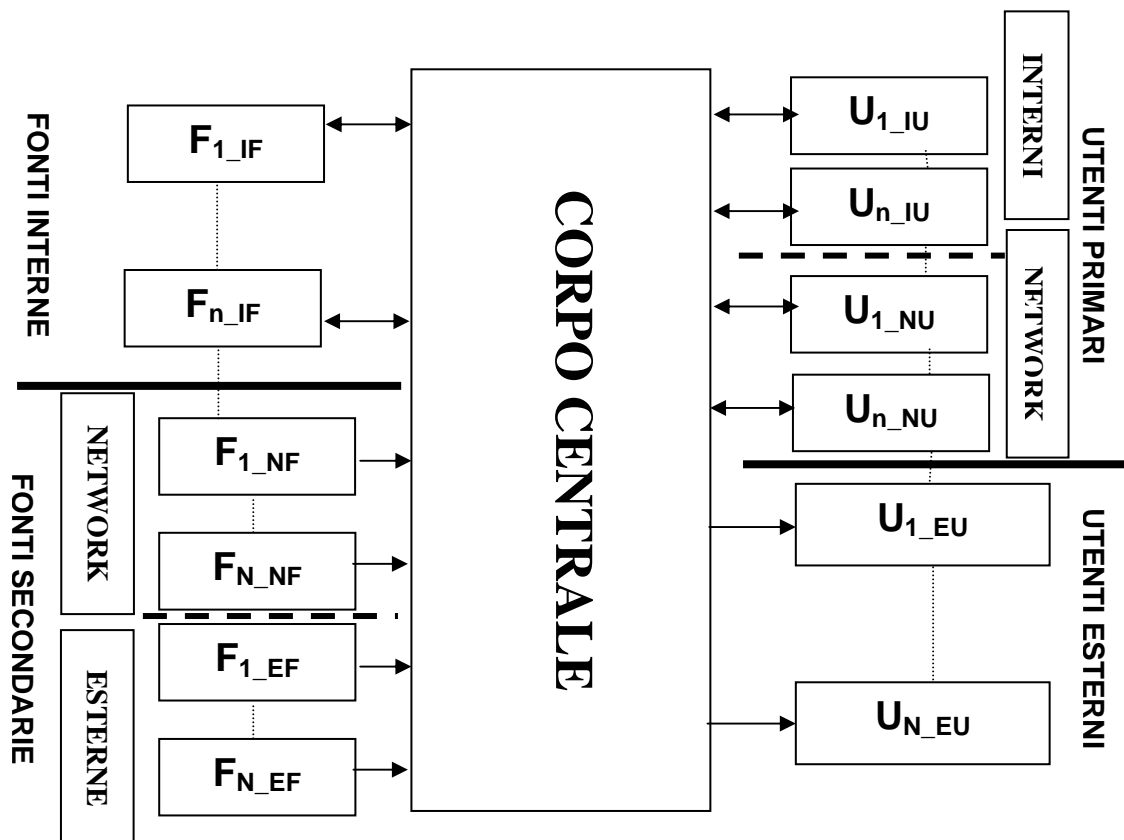 FONTI INTERNE
F1_IF
Fn_IF
FONTI SECONDARIE
NETWORK
F1_NF
FN_NF
ESTERNE
F1_EF
FN_EF
CORPO CENTRALE
UTENTI PRIMARI
INTERNI
U1_IU
Un_IU
NETWORK
U1_NU
Un_NU
UTENTI ESTERNI
U1_EU
UN_EU